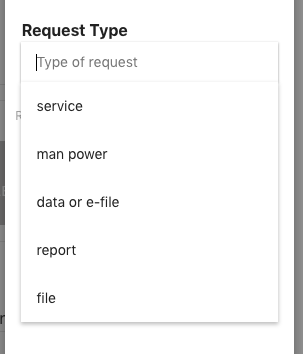 Request Type
Type of request
service
man power
data or e-file
report
file